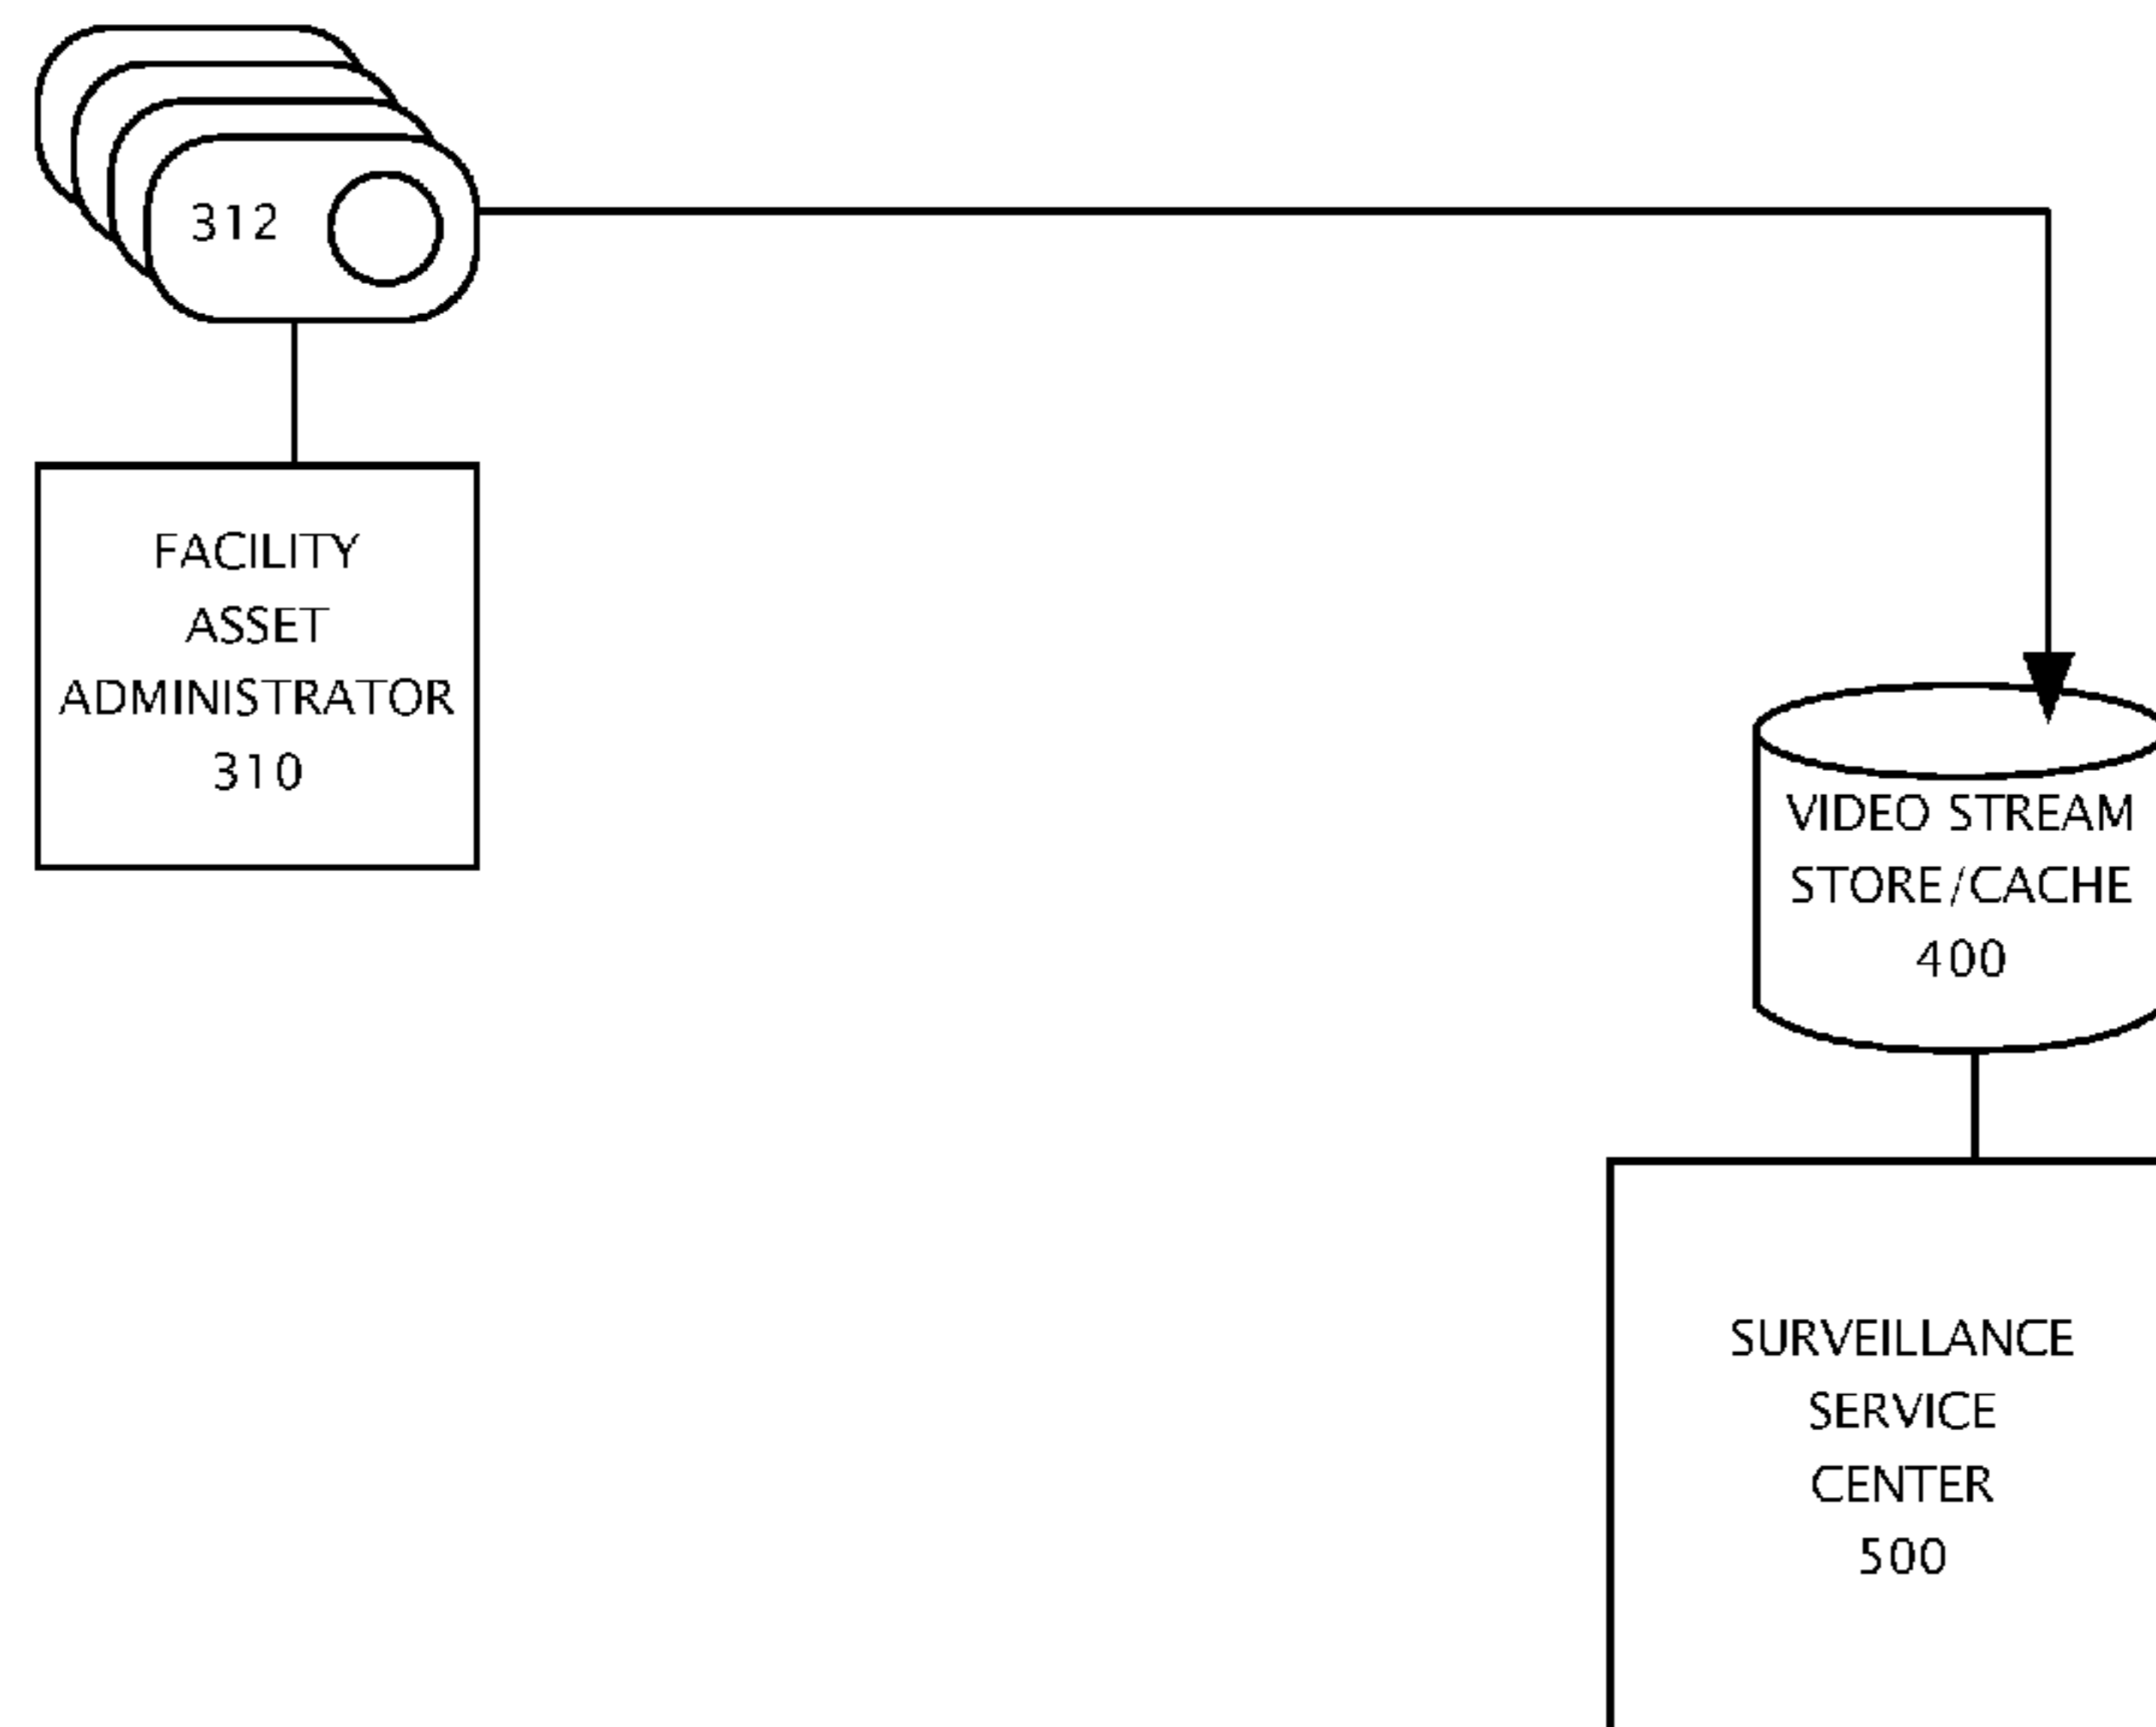 312
FACILITY
ASSET
ADMINISTRATOR
310
VIDEO STREAM
STORE/CACHE
400
SURVEILLANCE
SERVICE
CENTER
500